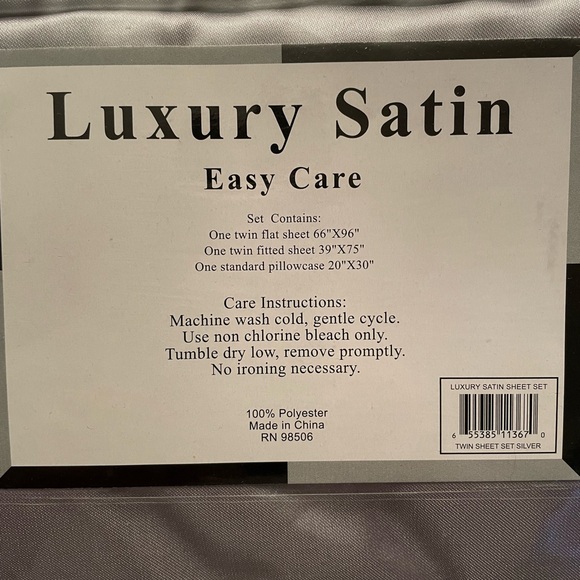 Luxury Satin
Easy Care
Set Contains:
One twin flat sheet 66"X96"
One twin fitted sheet 39"X75"
One standard pillowcase 20"X30"
Care Instructions:
Machine wash cold, gentle cycle.
Use non chlorine bleach only.
Tumble dry low, remove promptly.
No ironing necessary.
100% Polyester
Made in China
RN 98506
LUXURY SATIN SHEET SET
6 55385 11367 0
TWIN SHEET SET SILVER